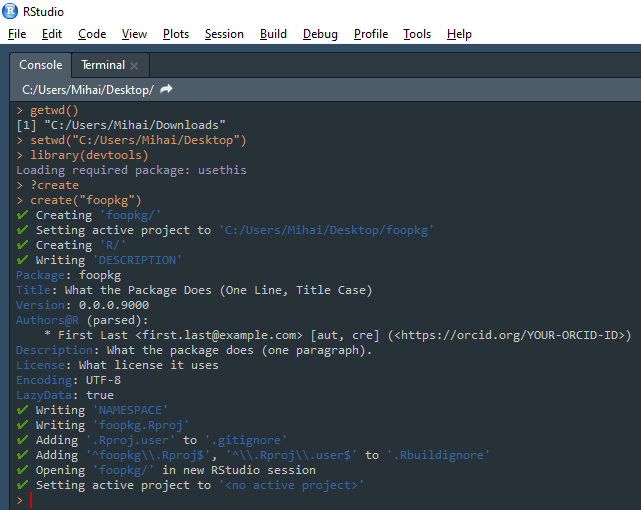 RStudio
File Edit Code View Plots Session Build Debug Profile Tools Help
Console Terminal
C:/Users/Mihai/Desktop/
> getwd()
[1] "C:/Users/Mihai/Downloads"
> setwd("C:/Users/Mihai/Desktop")
> library(devtools)
Loading required package: usethis
> ?create
> create("foopkg")
✔ Creating 'foopkg/'
✔ Setting active project to 'C:/Users/Mihai/Desktop/foopkg'
✔ Creating 'R/'
✔ Writing 'DESCRIPTION'
Package: foopkg
Title: What the Package Does (One Line, Title Case)
Version: 0.0.0.9000
Authors@R (parsed):
    * First Last <first.last@example.com> [aut, cre] (<https://orcid.org/YOUR-ORCID-ID>)
Description: What the package does (one paragraph).
License: What license it uses
Encoding: UTF-8
LazyData: true
✔ Writing 'NAMESPACE'
✔ Writing 'foopkg.Rproj'
✔ Adding '.Rproj.user' to '.gitignore'
✔ Adding '^foopkg\\.Rproj$', '^\\.Rproj\\.user$' to '.Rbuildignore'
✔ Opening 'foopkg/' in new RStudio session
✔ Setting active project to '<no active project>'
>